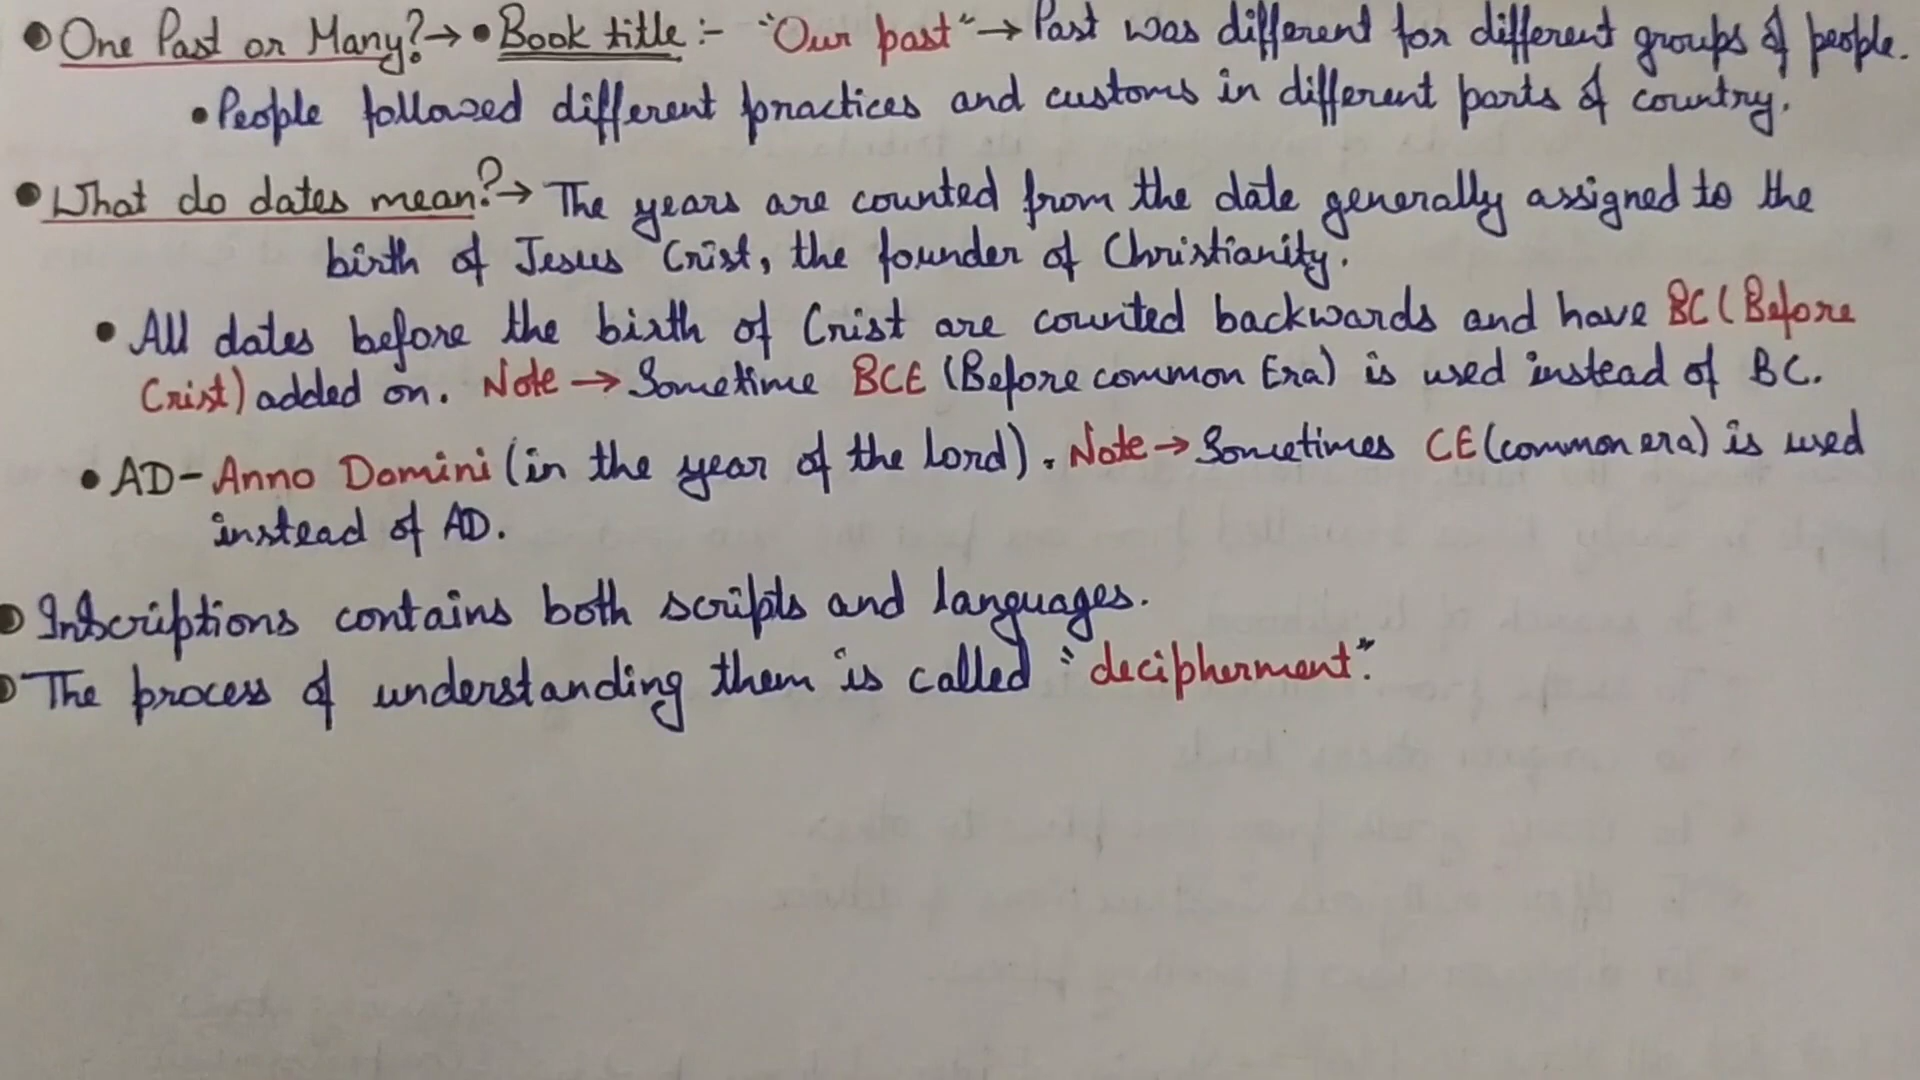 One Past or Many?→ • Book title :- "Our past" → Past was different for different groups of people.
• People followed different practices and customs in different parts of country.
• What do dates mean?→ The years are counted from the date generally assigned to the
birth of Jesus Crist, the founder of Christianity.
• All dates before the birth of Crist are counted backwards and have BC (Before
Crist) added on. Note → Sometime BCE (Before common Era) is used instead of BC.
• AD - Anno Domini (in the year of the lord). Note → Sometimes CE (common era) is used
instead of AD.
Inscriptions contains both scripts and languages.
The process of understanding them is called "decipherment".